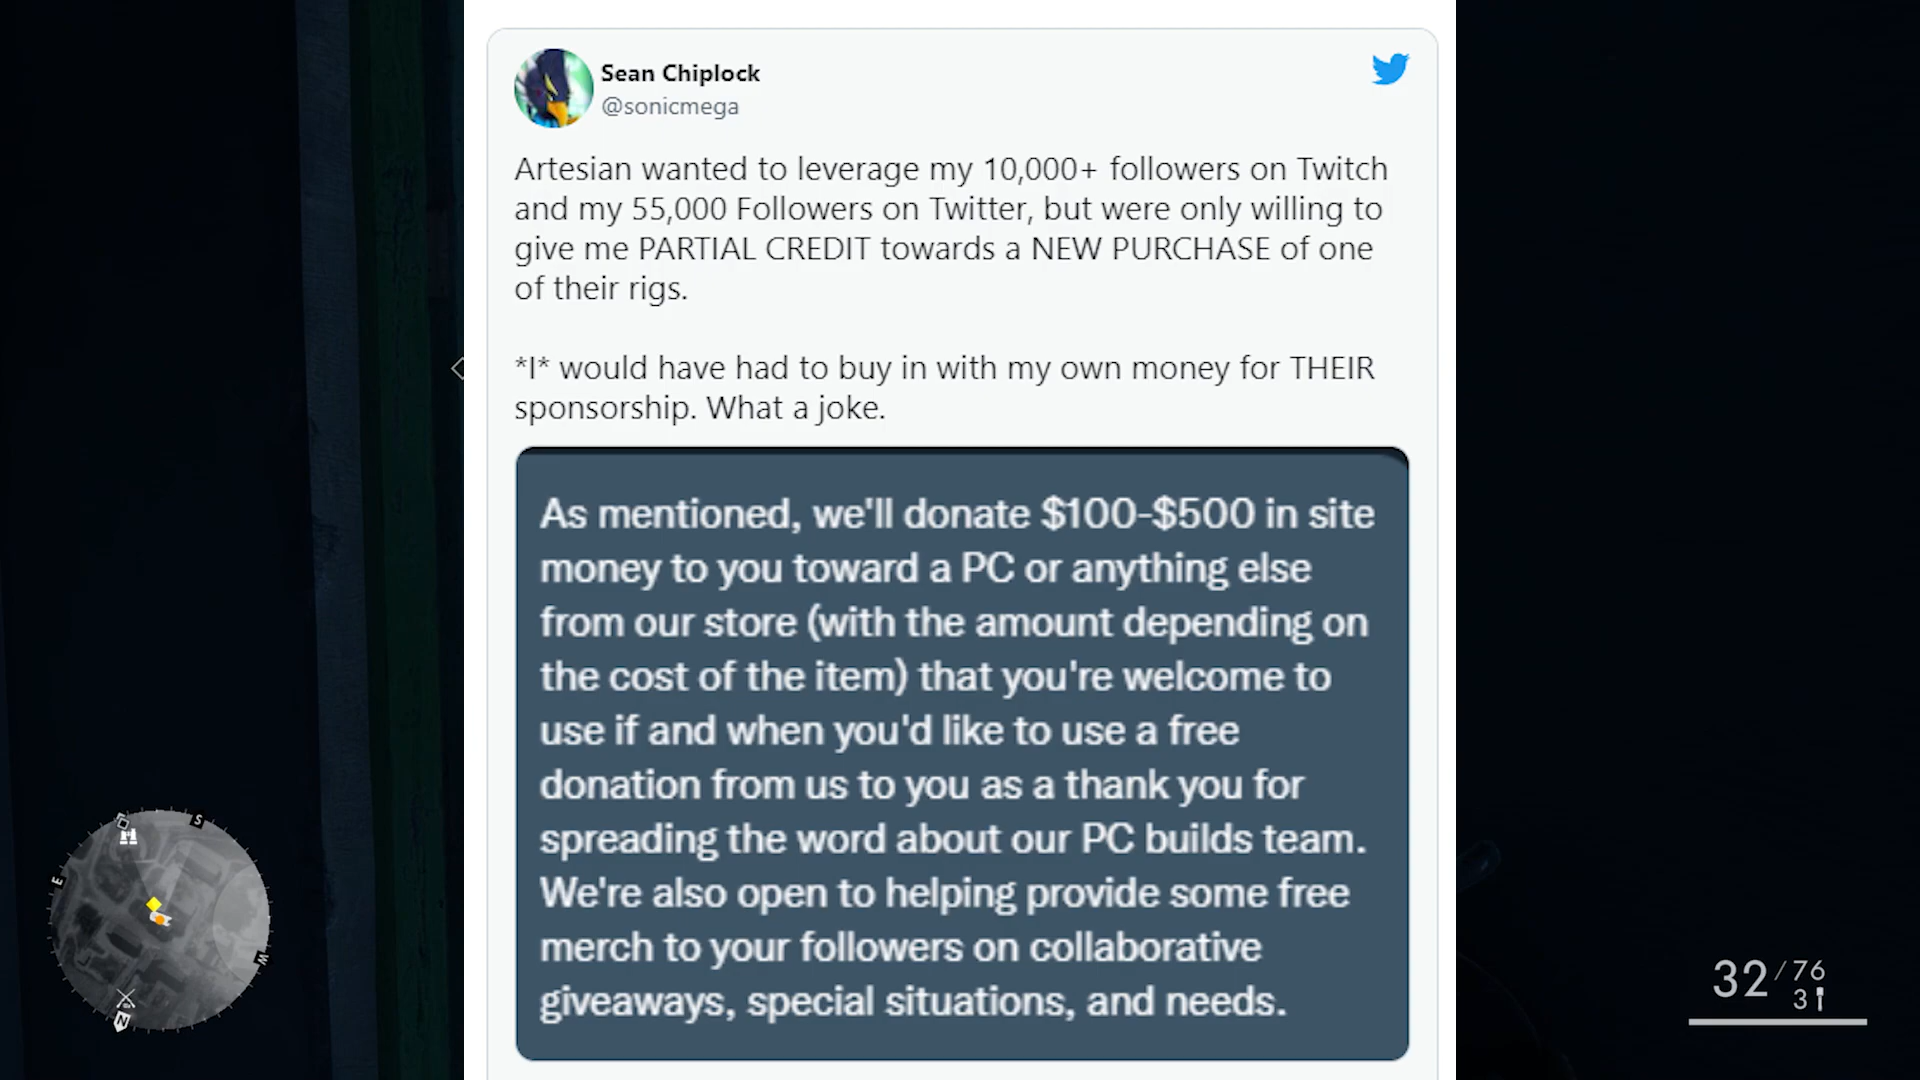 Sean Chiplock
@sonicmega
Artesian wanted to leverage my 10,000+ followers on Twitch
and my 55,000 Followers on Twitter, but were only willing to
give me PARTIAL CREDIT towards a NEW PURCHASE of one
of their rigs.
*I* would have had to buy in with my own money for THEIR
sponsorship. What a joke.
As mentioned, we'll donate $100-$500 in site
money to you toward a PC or anything else
from our store (with the amount depending on
the cost of the item) that you're welcome to
use if and when you'd like to use a free
donation from us to you as a thank you for
spreading the word about our PC builds team.
We're also open to helping provide some free
merch to your followers on collaborative
giveaways, special situations, and needs.
S
E
W
N
32/76
3